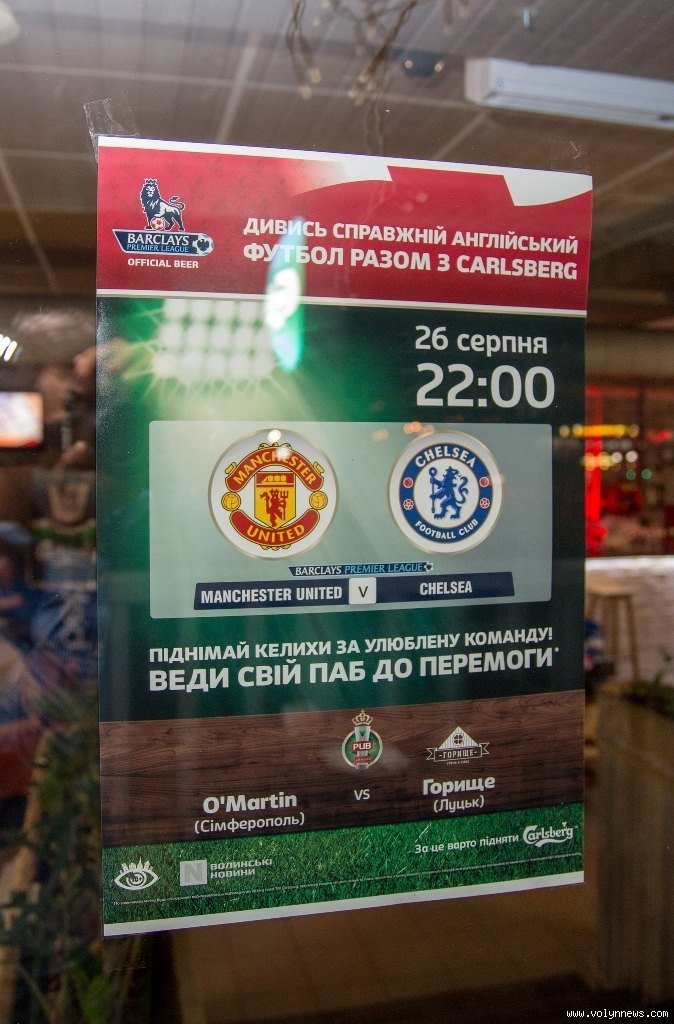 BARCLAYS
PREMIER LEAGUE
OFFICIAL BEER
ДИВИСЬ СПРАВЖНІЙ АНГЛІЙСЬКИЙ
ФУТБОЛ РАЗОМ З CARLSBERG
26 серпня
22:00
MANCHESTER
UNITED
CHELSEA
FOOTBALL CLUB
BARCLAYS PREMIER LEAGUE
MANCHESTER UNITED V CHELSEA
ПІДНІМАЙ КЕЛИХИ ЗА УЛЮБЛЕНУ КОМАНДУ!
ВЕДИ СВІЙ ПАБ ДО ПЕРЕМОГИ*
PUB
ГОРИЩЕ
O'Martin
(Сімферополь)
vs
Горище
(Луцьк)
За це варто підняти Carlsberg
N ВОЛИНСЬКІ
НОВИНИ
www.volynnews.com